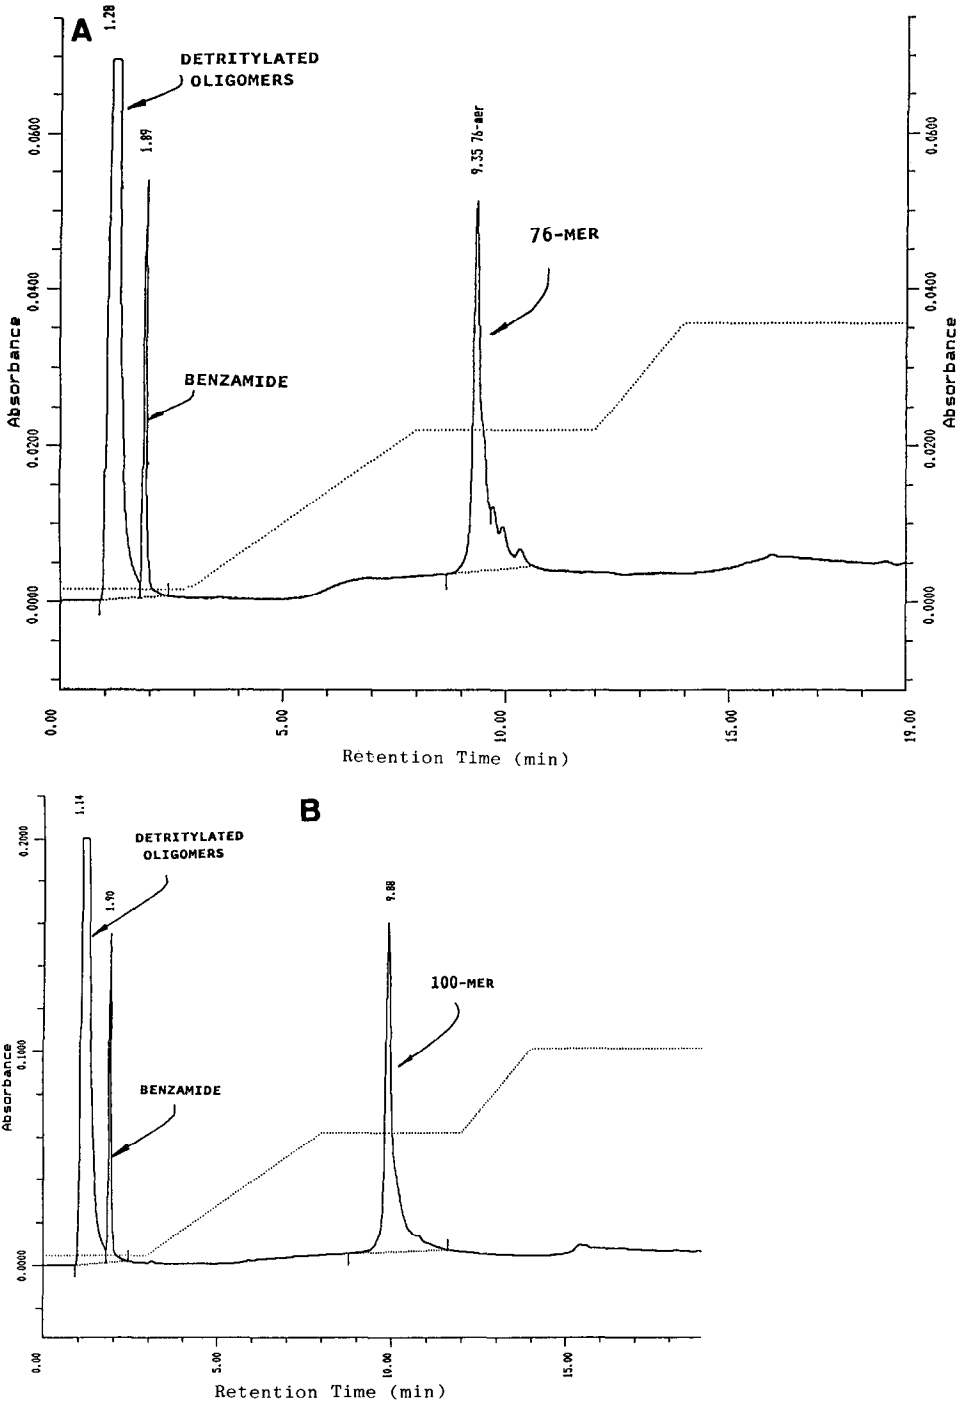 A
1.28
DETRITYLATED
OLIGOMERS
1.89
9.35 76-mer
76-MER
BENZAMIDE
0.0600
0.0400
0.0200
0.0000
Absorbance
0.0600
0.0400
0.0200
0.0000
Absorbance
0.00
5.00
10.00
15.00
19.00
Retention Time (min)
B
1.14
DETRITYLATED
OLIGOMERS
1.90
9.88
100-MER
BENZAMIDE
0.2000
0.1000
0.0000
Absorbance
0.00
5.00
10.00
15.00
Retention Time (min)